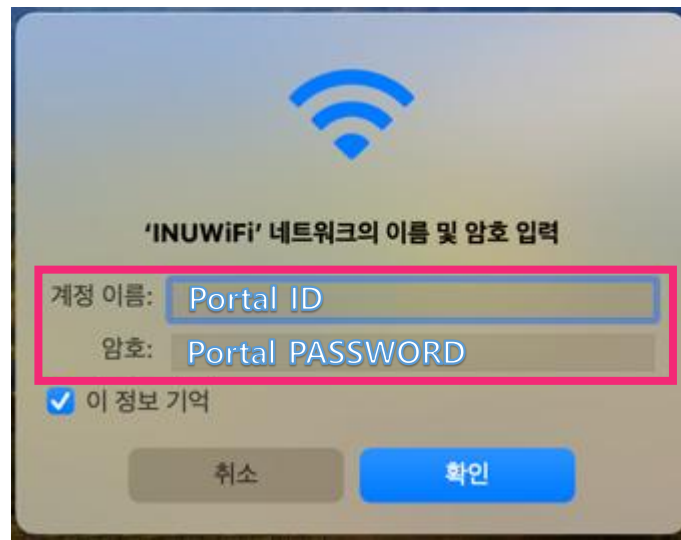 ‘INUWiFi’ 네트워크의 이름 및 암호 입력
계정 이름: Portal ID
암호: Portal PASSWORD
이 정보 기억
취소 확인